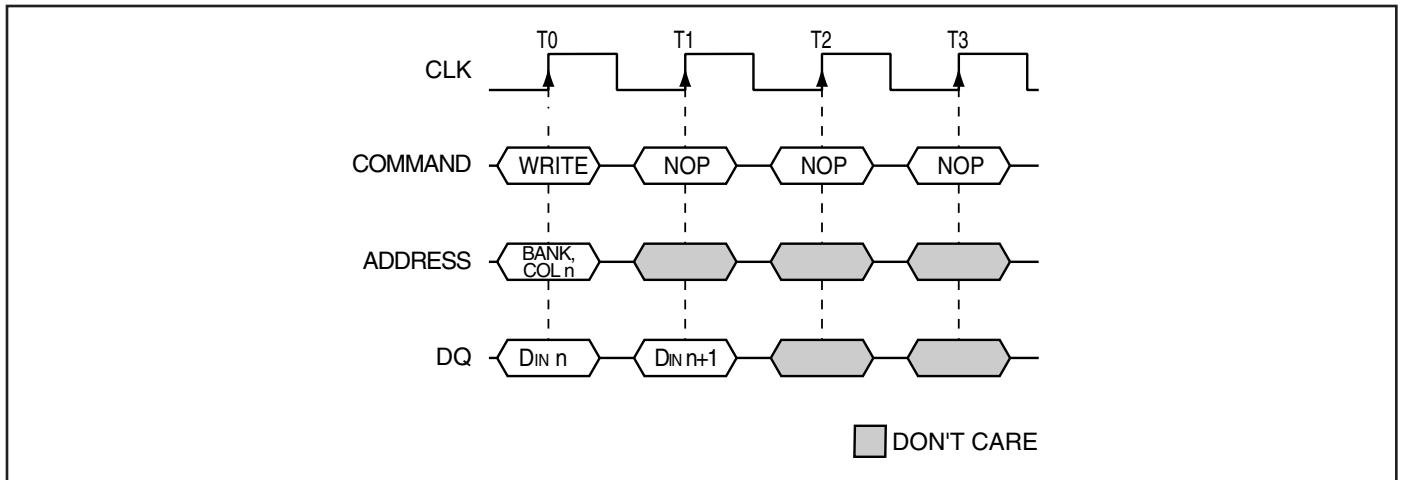 T0 T1 T2 T3
CLK
COMMAND WRITE NOP NOP NOP
ADDRESS BANK,
COL n
DQ DIN n DIN n+1
DON'T CARE